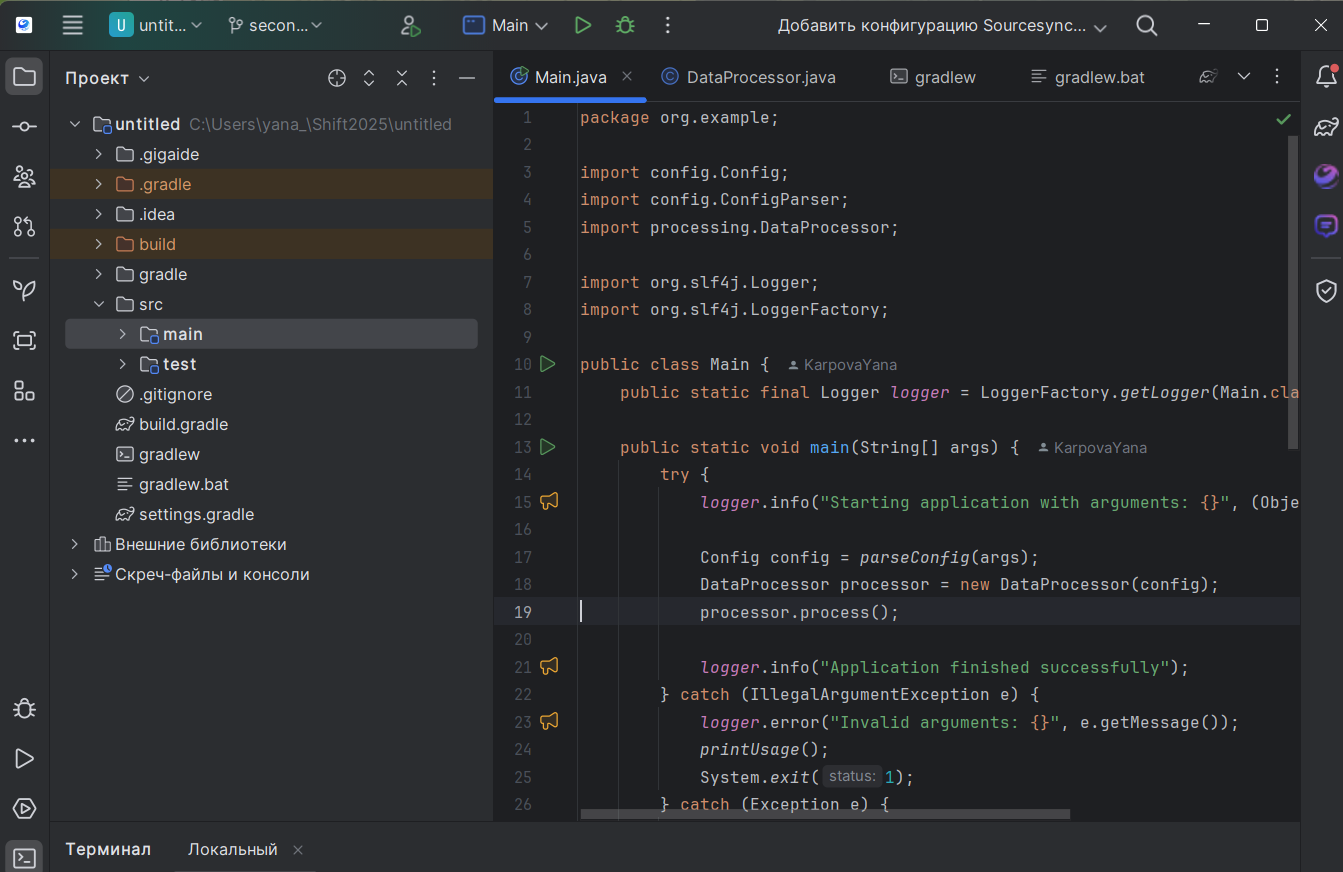 U untit... secon... Main Добавить конфигурацию Sourcesync...
Проект
untitled C:\Users\yana_\Shift2025\untitled
.gigaide
.gradle
.idea
build
gradle
src
main
test
.gitignore
build.gradle
gradlew
gradlew.bat
settings.gradle
Внешние библиотеки
Скреч-файлы и консоли
Main.java DataProcessor.java gradlew gradlew.bat
1 package org.example;
2
3 import config.Config;
4 import config.ConfigParser;
5 import processing.DataProcessor;
6
7 import org.slf4j.Logger;
8 import org.slf4j.LoggerFactory;
9
10 public class Main { KarpovaYana
11 public static final Logger logger = LoggerFactory.getLogger(Main.cla
12
13 public static void main(String[] args) { KarpovaYana
14 try {
15 logger.info("Starting application with arguments: {}", (Obje
16
17 Config config = parseConfig(args);
18 DataProcessor processor = new DataProcessor(config);
19 processor.process();
20
21 logger.info("Application finished successfully");
22 } catch (IllegalArgumentException e) {
23 logger.error("Invalid arguments: {}", e.getMessage());
24 printUsage();
25 System.exit( status: 1);
26 } catch (Exception e) {
Терминал Локальный